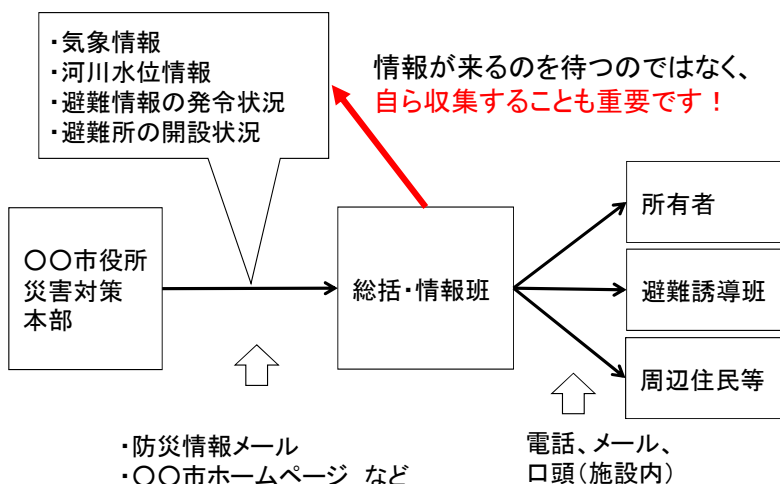 ・気象情報
・河川水位情報
・避難情報の発令状況
・避難所の開設状況
情報が来るのを待つのではなく、
自ら収集することも重要です！
〇〇市役所
災害対策
本部
総括・情報班
所有者
避難誘導班
周辺住民等
・防災情報メール
・〇〇市ホームページ など
電話、メール、
口頭（施設内）